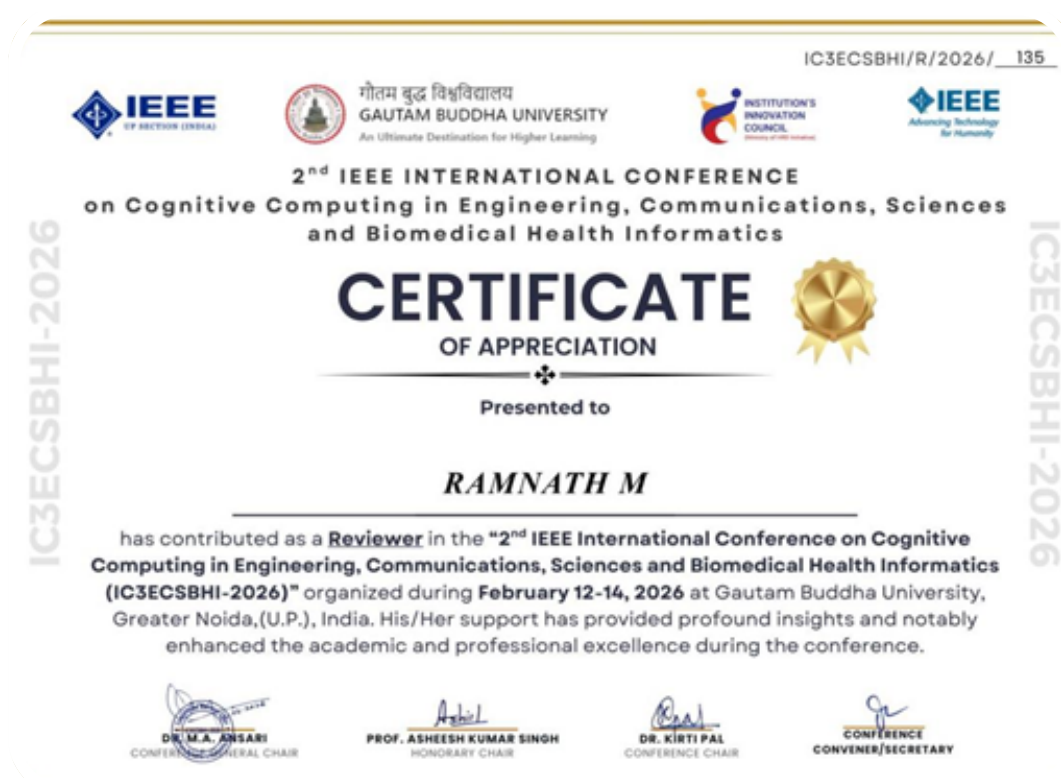 IC3ECSBHI/R/2026/ 135
IEEE
UP SECTION (INDIA)
गौतम बुद्ध विश्वविद्यालय
GAUTAM BUDDHA UNIVERSITY
An Ultimate Destination for Higher Learning
INSTITUTION'S
INNOVATION
COUNCIL
IEEE
Advancing Technology
for Humanity
2nd IEEE INTERNATIONAL CONFERENCE
on Cognitive Computing in Engineering, Communications, Sciences
and Biomedical Health Informatics
IC3ECSBHI-2026
IC3ECSBHI-2026
CERTIFICATE
OF APPRECIATION
Presented to
RAMNATH M
has contributed as a Reviewer in the “2nd IEEE International Conference on Cognitive
Computing in Engineering, Communications, Sciences and Biomedical Health Informatics
(IC3ECSBHI-2026)” organized during February 12-14, 2026 at Gautam Buddha University,
Greater Noida,(U.P.), India. His/Her support has provided profound insights and notably
enhanced the academic and professional excellence during the conference.
DR. M.A. ANSARI
CONFERENCE GENERAL CHAIR
PROF. ASHEESH KUMAR SINGH
HONORARY CHAIR
DR. KIRTI PAL
CONFERENCE CHAIR
CONFERENCE
CONVENER/SECRETARY